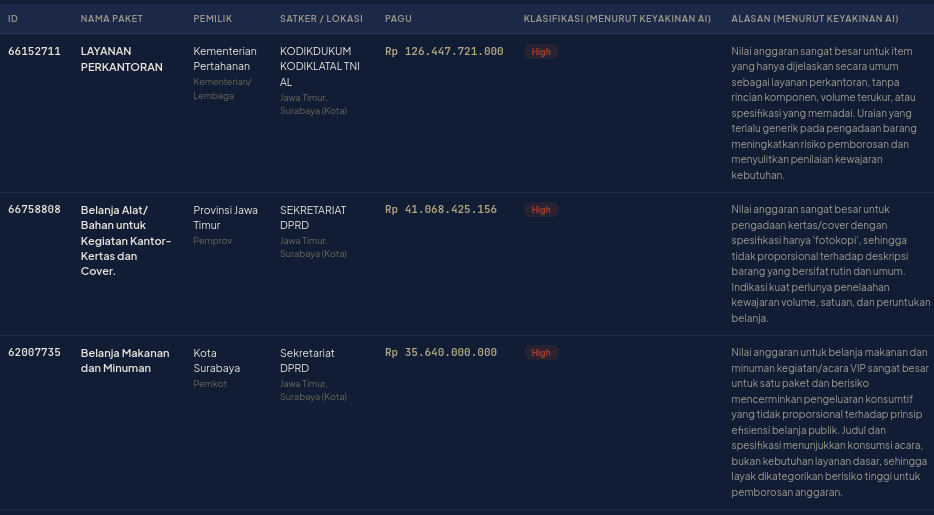 ID NAMA PAKET PEMILIK SATKER / LOKASI PAGU KLASIFIKASI (MENURUT KEYAKINAN AI) ALASAN (MENURUT KEYAKINAN AI)
66152711 LAYANAN Kementerian KODIKDUKUM Rp 126.447.721.000 High Nilai anggaran sangat besar untuk item
PERKANTORAN Pertahanan KODIKLATAL TNI yang hanya dijelaskan secara umum
Kementerian/ AL sebagai layanan perkantoran, tanpa
Lembaga Jawa Timur, rincian komponen, volume terukur, atau
Surabaya (Kota) spesifikasi yang memadai. Uraian yang
terlalu generik pada pengadaan barang
meningkatkan risiko pemborosan dan
menyulitkan penilaian kewajaran
kebutuhan.
66758808 Belanja Alat/ Provinsi Jawa SEKRETARIAT Rp 41.068.425.156 High Nilai anggaran sangat besar untuk
Bahan untuk Timur DPRD pengadaan kertas/cover dengan
Kegiatan Kantor- Pemprov Jawa Timur, spesifikasi hanya 'fotokopi', sehingga
Kertas dan Surabaya (Kota) tidak proporsional terhadap deskripsi
Cover. barang yang bersifat rutin dan umum.
Indikasi kuat perlunya penelaahan
kewajaran volume, satuan, dan peruntukan
belanja.
62007735 Belanja Makanan Kota Sekretariat Rp 35.640.000.000 High Nilai anggaran untuk belanja makanan dan
dan Minuman Surabaya DPRD minuman kegiatan/acara VIP sangat besar
Pemkot Jawa Timur, untuk satu paket dan berisiko
Surabaya (Kota) mencerminkan pengeluaran konsumtif
yang tidak proporsional terhadap prinsip
efisiensi belanja publik. Judul dan
spesifikasi menunjukkan konsumsi acara,
bukan kebutuhan layanan dasar, sehingga
layak dikategorikan berisiko tinggi untuk
pemborosan anggaran.